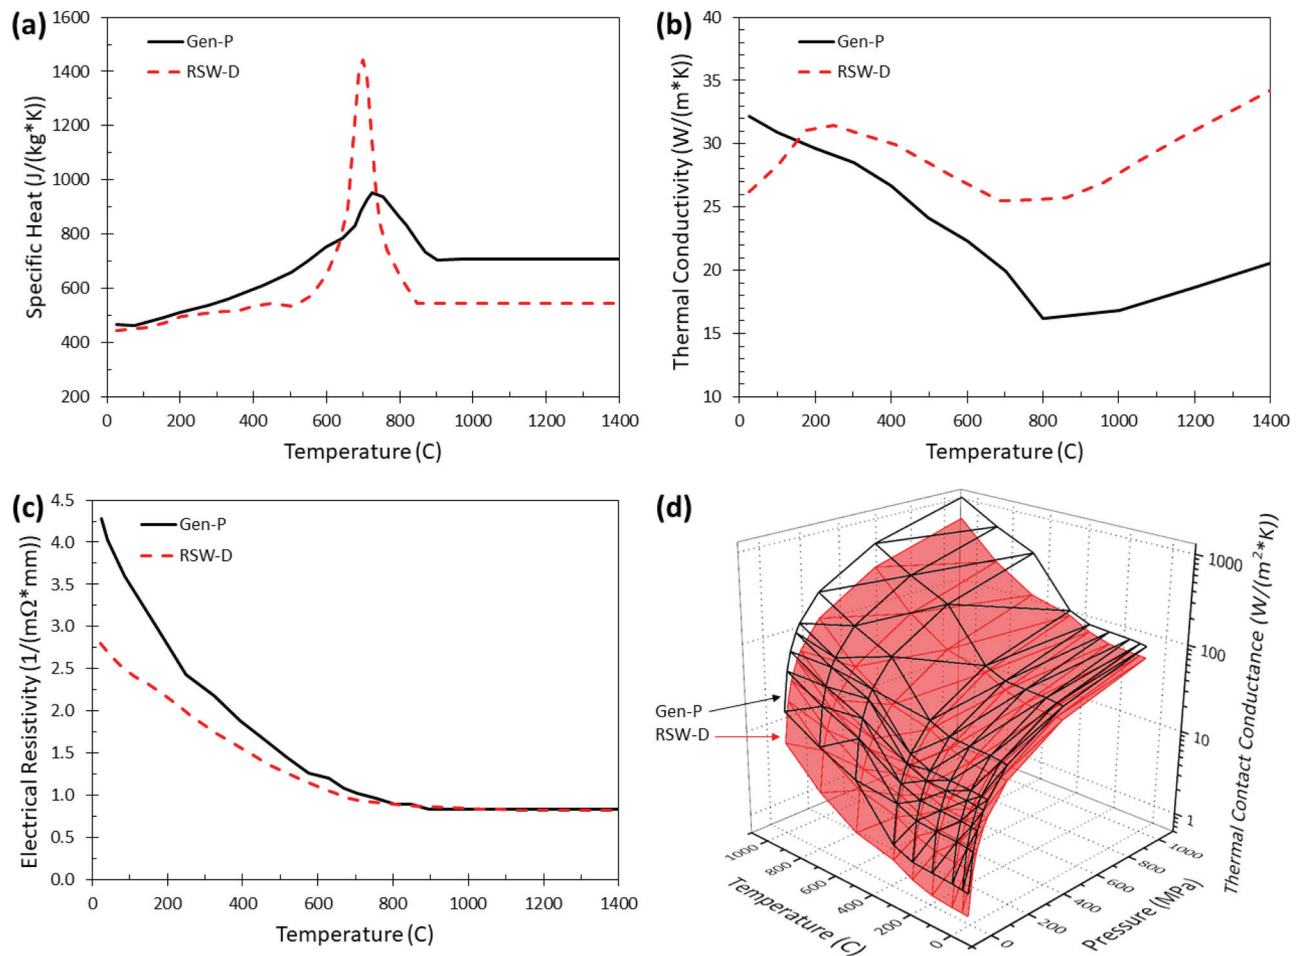 (a)
1600
1400
1200
1000
800
600
400
200
Specific Heat (J/(kg*K))
Gen-P
RSW-D
0 200 400 600 800 1000 1200 1400
Temperature (C)
(b)
40
35
30
25
20
15
10
Thermal Conductivity (W/(m*K))
Gen-P
RSW-D
0 200 400 600 800 1000 1200 1400
Temperature (C)
(c)
4.5
4.0
3.5
3.0
2.5
2.0
1.5
1.0
0.5
0.0
Electrical Resistivity (1/(mΩ*mm))
Gen-P
RSW-D
0 200 400 600 800 1000 1200 1400
Temperature (C)
(d)
Gen-P
RSW-D
1000
100
10
1
Thermal Contact Conductance (W/(m²*K))
1000 800 600 400 200 0
Temperature (C)
0 200 400 600 800 1000
Pressure (MPa)